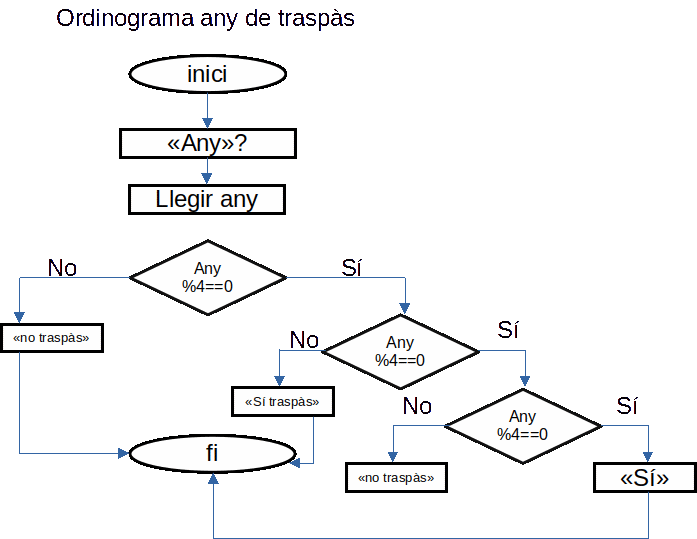 Ordinograma any de traspàs
inici
«Any»?
Llegir any
No
Any
%4==0
Sí
«no traspàs»
No
Any
%4==0
Sí
«Sí traspàs»
No
Any
%4==0
Sí
fi
«no traspàs»
«Sí»